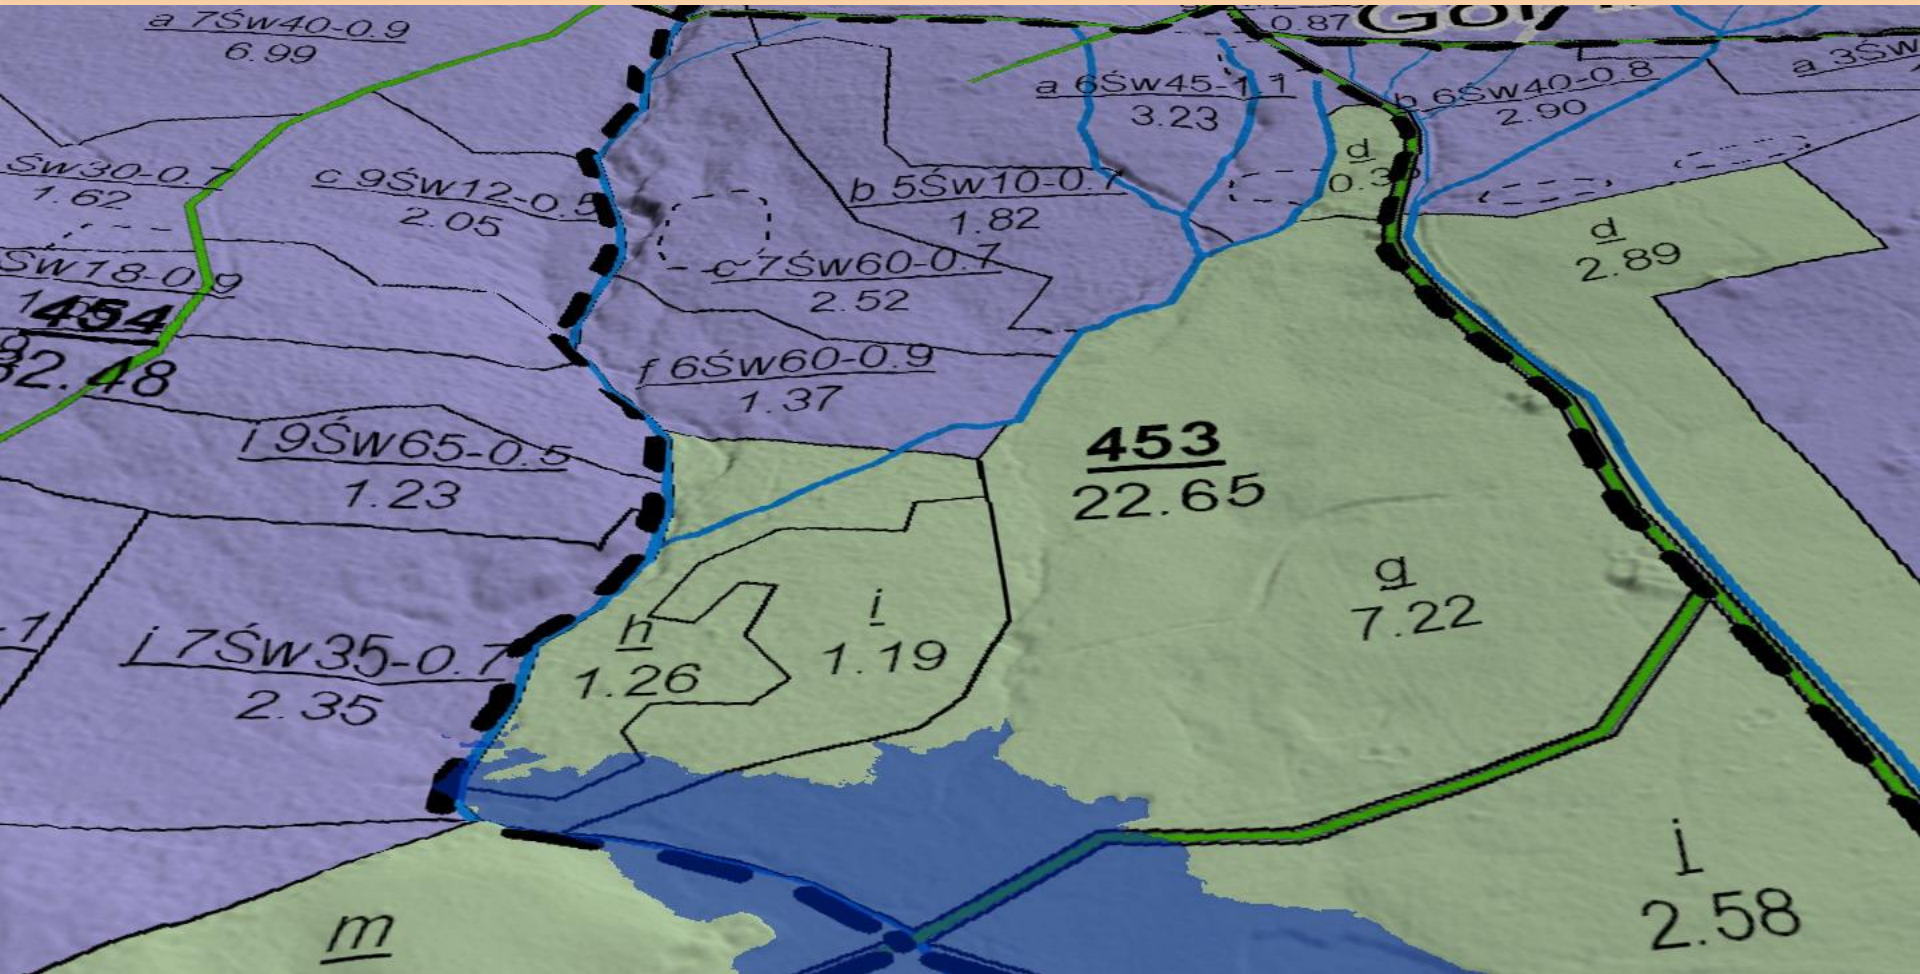 a 7Św40-0.9
6.99
0.87
a 6Św45-1.1
3.23
b 6Św40-0.8
2.90
a 3Św
Św30-0.7
1.62
c 9Św12-0.5
2.05
b 5Św10-0.7
1.82
d
d
2.89
Św18-0.9
c 7Św60-0.7
2.52
454
32.48
f 6Św60-0.9
1.37
i 9Św65-0.5
1.23
453
22.65
g
7.22
h
1.26
i
1.19
-1
j 7Św35-0.7
2.35
j
2.58
m